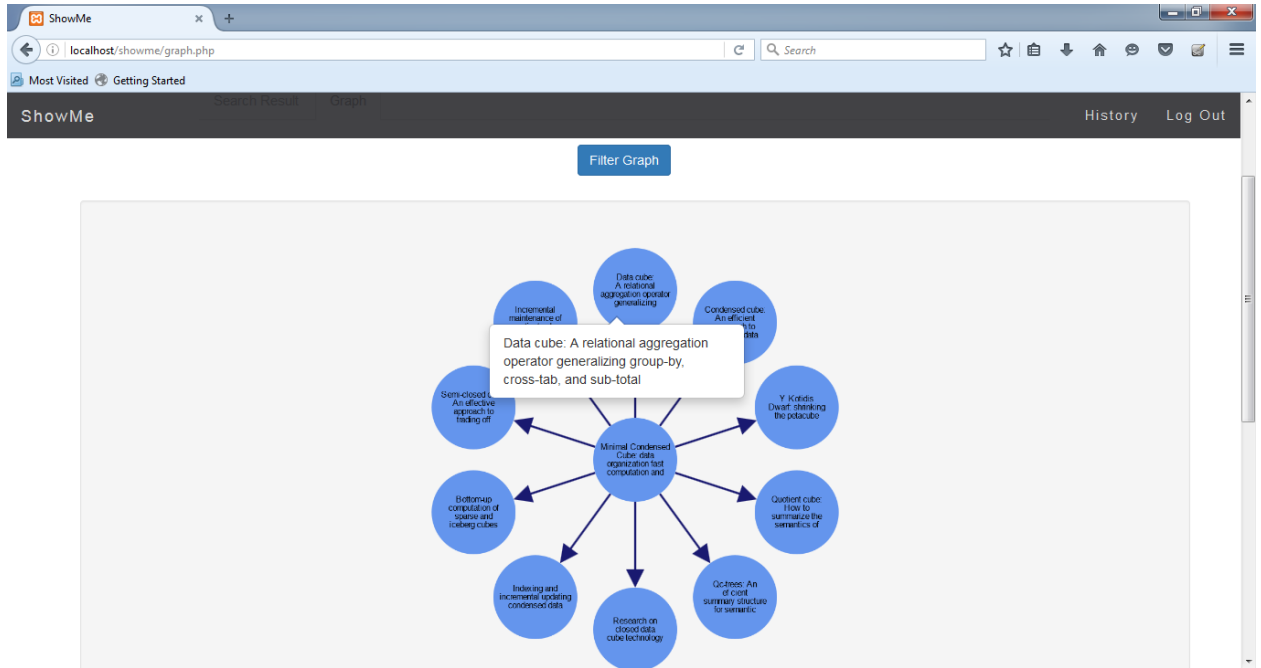 ShowMe
localhost/showme/graph.php
Search
Most Visited
Getting Started
Search Result
Graph
ShowMe
History
Log Out
Filter Graph
Data cube:
A relational
aggregation operator
generalizing
Incremental
maintenance of
Condensed cube:
An efficient
to
data
Data cube: A relational aggregation
operator generalizing group-by,
cross-tab, and sub-total
Semi-closed
An effective
approach to
trading off
Y. Kotidis
Dwarf: shrinking
the petacube
Minimal Condensed
Cube: data
organization fast
computation and
Bottom-up
computation of
sparse and
iceberg cubes
Quotient cube:
How to
summarize the
semantics of
Indexing and
incremental updating
condensed data
Qc-trees: An
ef cient
summary structure
for semantic
Research on
closed data
cube technology